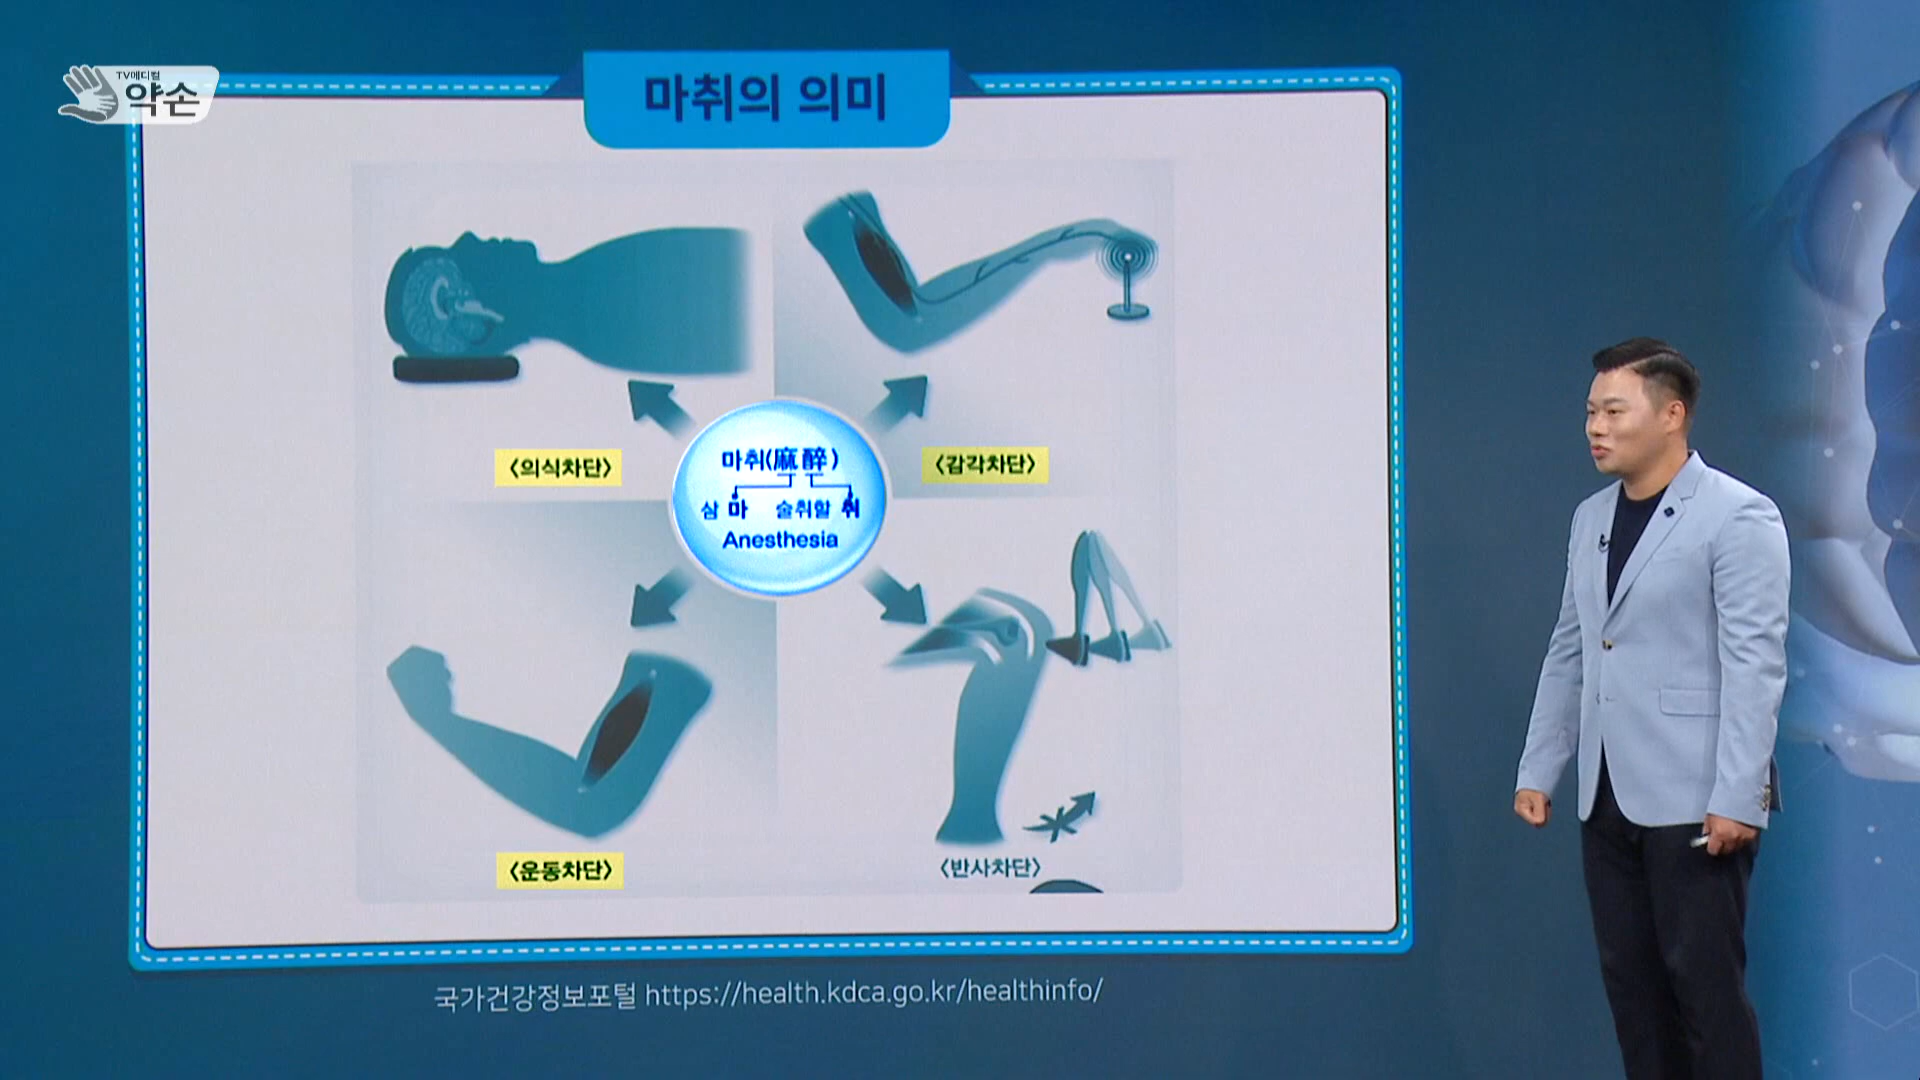 TV메디컬
약손
마취의 의미
<의식차단>
<감각차단>
마취(麻醉)
삼 마 술취할 취
Anesthesia
<운동차단>
<반사차단>
국가건강정보포털 https://health.kdca.go.kr/healthinfo/